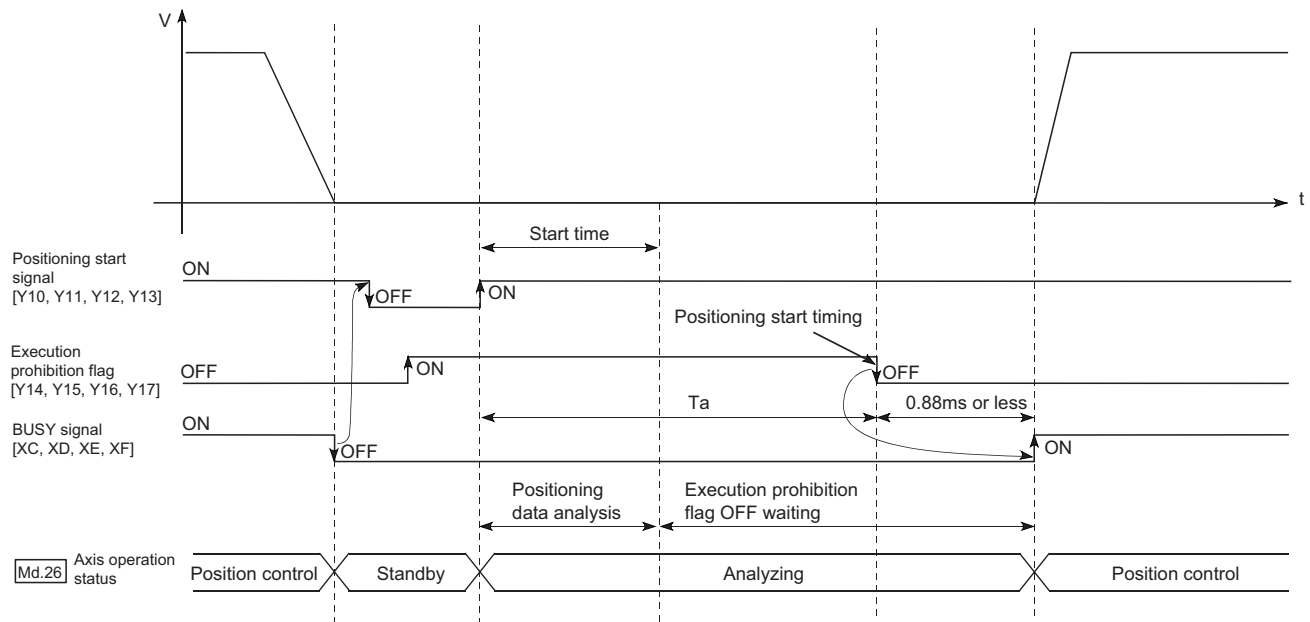 V
t
Start time
Positioning start
signal
[Y10, Y11, Y12, Y13]
ON
OFF
ON
Positioning start timing
Execution
prohibition flag
[Y14, Y15, Y16, Y17]
OFF
ON
OFF
Ta
0.88ms or less
BUSY signal
[XC, XD, XE, XF]
ON
OFF
ON
Positioning
data analysis
Execution prohibition
flag OFF waiting
Md.26 Axis operation
status
Position control
Standby
Analyzing
Position control